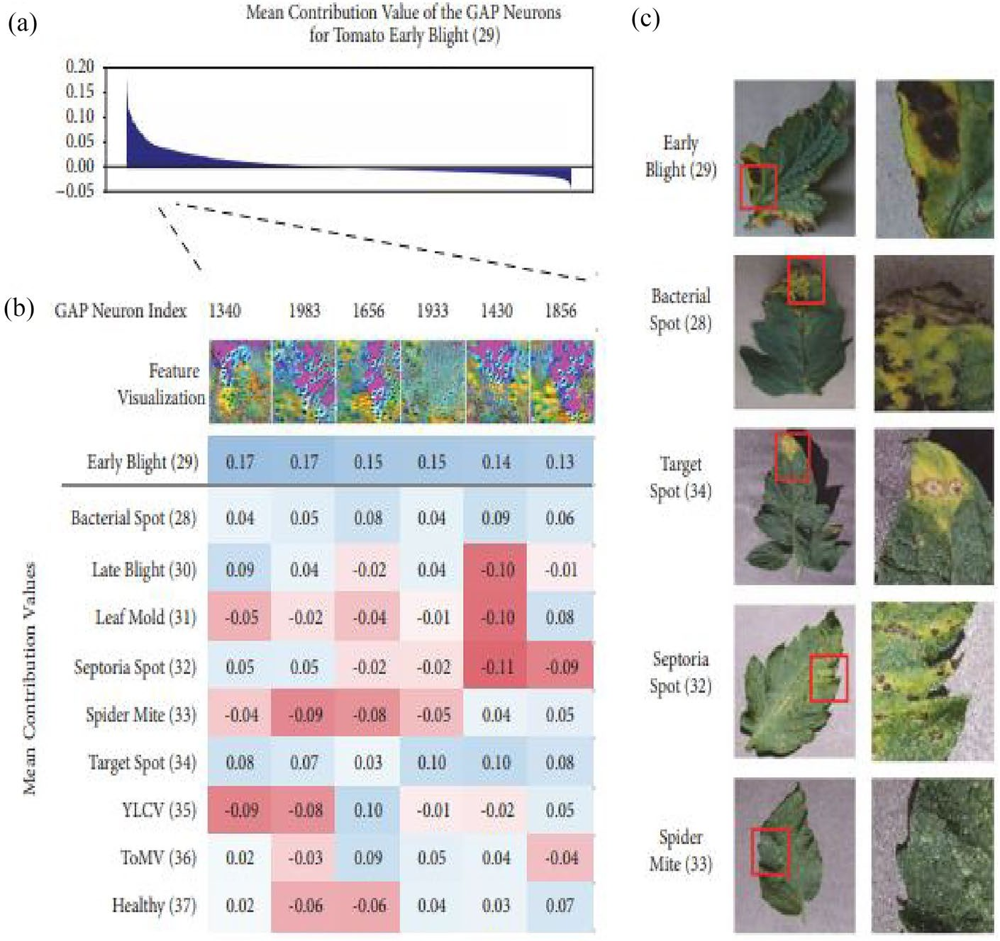 (a)
Mean Contribution Value of the GAP Neurons
for Tomato Early Blight (29)
0.20
0.15
0.10
0.05
0.00
−0.05
(b)
GAP Neuron Index 1340 1983 1656 1933 1430 1856
Feature
Visualization
Early Blight (29) 0.17 0.17 0.15 0.15 0.14 0.13
Mean Contribution Values
Bacterial Spot (28) 0.04 0.05 0.08 0.04 0.09 0.06
Late Blight (30) 0.09 0.04 -0.02 0.04 -0.10 -0.01
Leaf Mold (31) -0.05 -0.02 -0.04 -0.01 -0.10 0.08
Septoria Spot (32) 0.05 0.05 -0.02 -0.02 -0.11 -0.09
Spider Mite (33) -0.04 -0.09 -0.08 -0.05 0.04 0.05
Target Spot (34) 0.08 0.07 0.03 0.10 0.10 0.08
YLCV (35) -0.09 -0.08 0.10 -0.01 -0.02 0.05
ToMV (36) 0.02 -0.03 0.09 0.05 0.04 -0.04
Healthy (37) 0.02 -0.06 -0.06 0.04 0.03 0.07
(c)
Early
Blight (29)
Bacterial
Spot (28)
Target
Spot (34)
Septoria
Spot (32)
Spider
Mite (33)